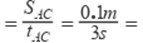 = S_AC / t_AC = 0.1m / 3s =